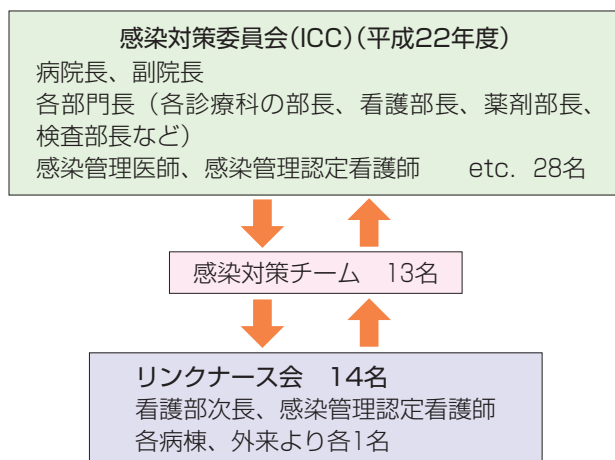 感染対策委員会(ICC)(平成22年度)
病院長、副院長
各部門長（各診療科の部長、看護部長、薬剤部長、
検査部長など）
感染管理医師、感染管理認定看護師　　etc. 28名
感染対策チーム　13名
リンクナース会　14名
看護部次長、感染管理認定看護師
各病棟、外来より各1名